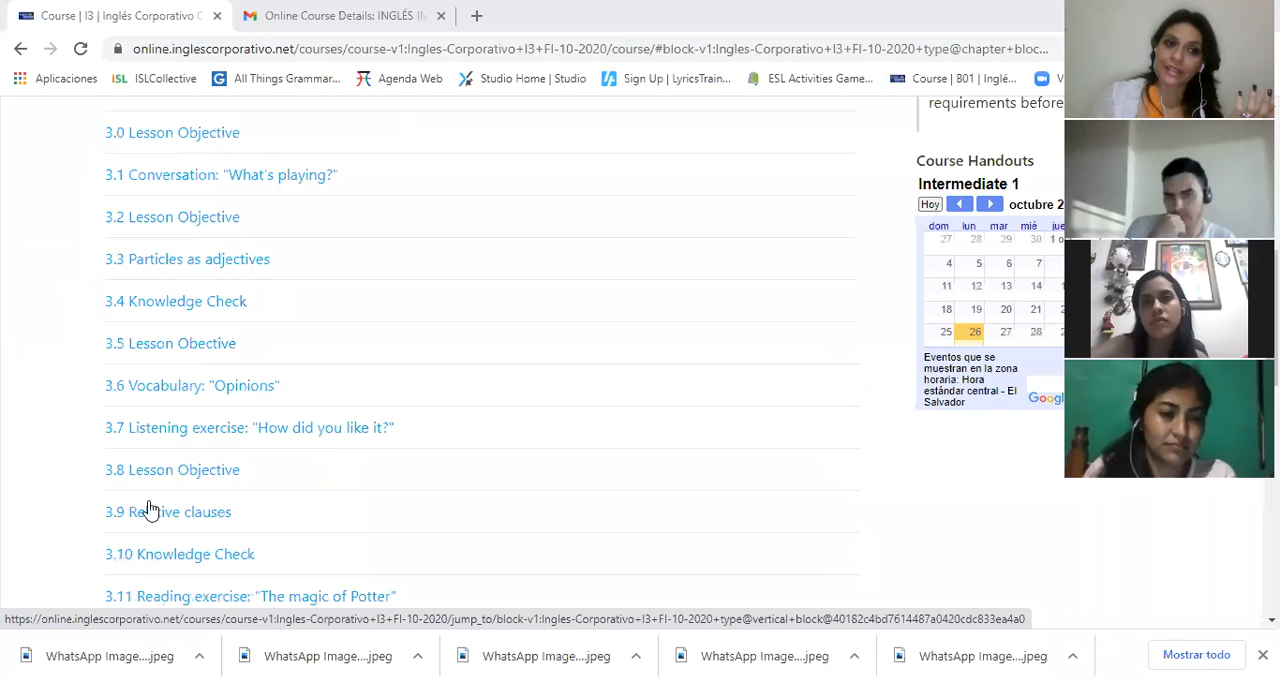 Course | I3 | Inglés Corporativo C
Online Course Details: INGLÉS IN
online.inglescorporativo.net/courses/course-v1:Ingles-Corporativo+I3+FI-10-2020/course/#block-v1:Ingles-Corporativo+I3+FI-10-2020+type@chapter+bloc...
Aplicaciones
iSL ISLCollective
All Things Grammar...
Agenda Web
Studio Home | Studio
Sign Up | LyricsTrain...
ESL Activities Game...
Course | B01 | Inglé...
requirements before
3.0 Lesson Objective
3.1 Conversation: "What's playing?"
3.2 Lesson Objective
3.3 Particles as adjectives
3.4 Knowledge Check
3.5 Lesson Obective
3.6 Vocabulary: "Opinions"
3.7 Listening exercise: "How did you like it?"
3.8 Lesson Objective
3.9 Relative clauses
3.10 Knowledge Check
3.11 Reading exercise: "The magic of Potter"
Course Handouts
Intermediate 1
Hoy octubre 2
dom lun mar mié jue
27 28 29 30 1 o
4 5 6 7
11 12 13 14
18 19 20 21
25 26 27 28
Eventos que se
muestran en la zona
horaria: Hora
estándar central - El
Salvador
Googl
https://online.inglescorporativo.net/courses/course-v1:Ingles-Corporativo+I3+FI-10-2020/jump_to/block-v1:Ingles-Corporativo+I3+FI-10-2020+type@vertical+block@40182c4bd7614487a0420cdc833ea4a0
WhatsApp Image....jpeg
WhatsApp Image....jpeg
WhatsApp Image....jpeg
WhatsApp Image....jpeg
WhatsApp Image....jpeg
Mostrar todo